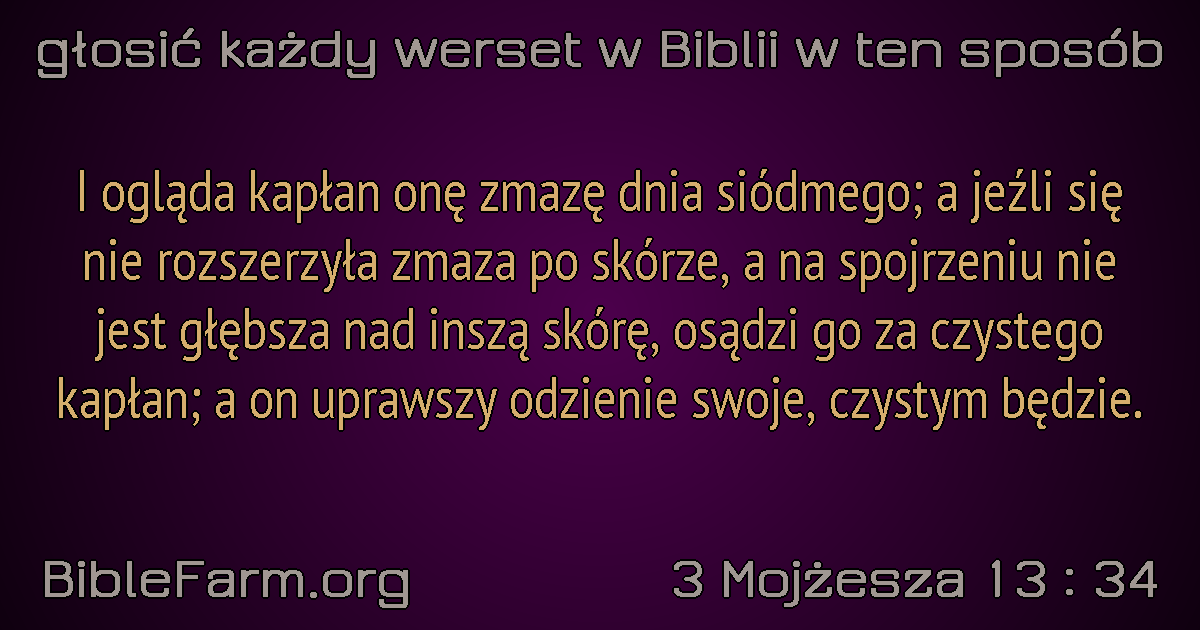 głosić każdy werset w Biblii w ten sposób
I ogląda kapłan onę zmazę dnia siódmego; a jeźli się
nie rozszerzyła zmaza po skórze, a na spojrzeniu nie
jest głębsza nad inszą skórę, osądzi go za czystego
kapłan; a on uprawszy odzienie swoje, czystym będzie.
BibleFarm.org
3 Mojżesza 13 : 34